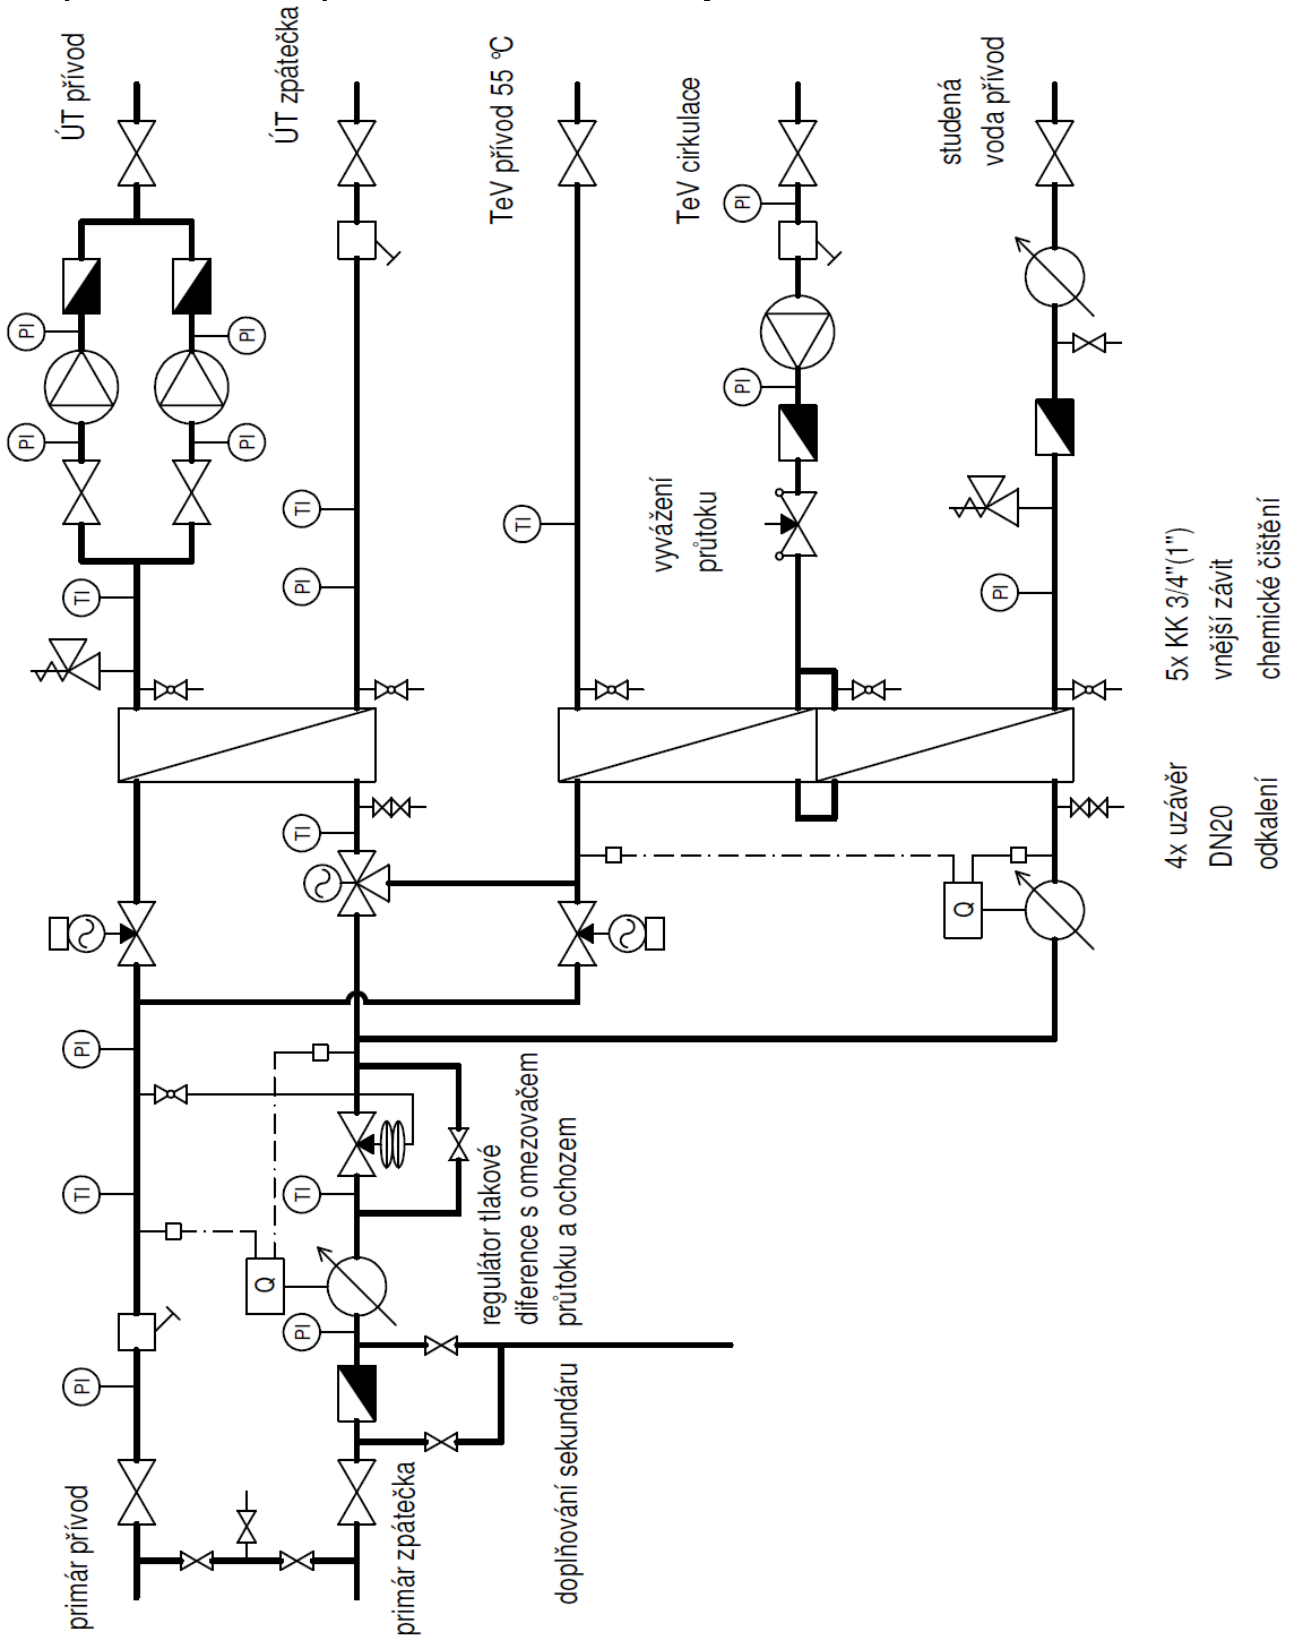 ÚT přívod
ÚT zpátečka
TeV přívod 55 °C
TeV cirkulace
studená
voda přívod
PI
PI
PI
PI
PI
PI
TI
TI
TI
PI
PI
vyvážení
průtoku
5x KK 3/4"(1")
vnější závit
chemické čištění
4x uzávěr
DN20
odkalení
TI
Q
PI
TI
TI
Q
PI
PI
regulátor tlakové
diference s omezovačem
průtoku a ochozem
doplňování sekundáru
primár přívod
primár zpátečka